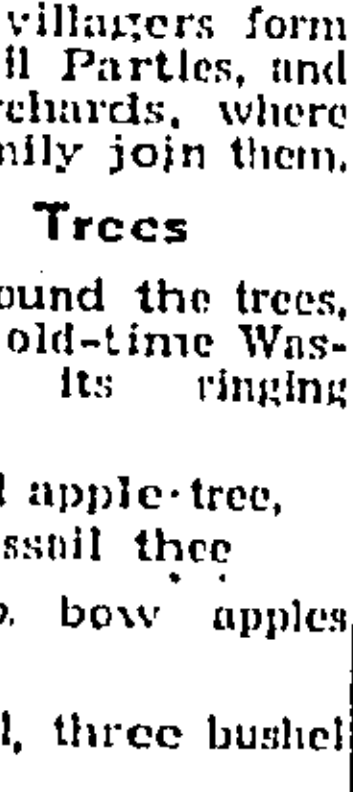 villagers form
il Parties, and
rchards, where
mily join them.
Trees
ound the trees,
old-time Was-
its ringing
l apple-tree,
ssail thee
p. bow apples
l, three bushel